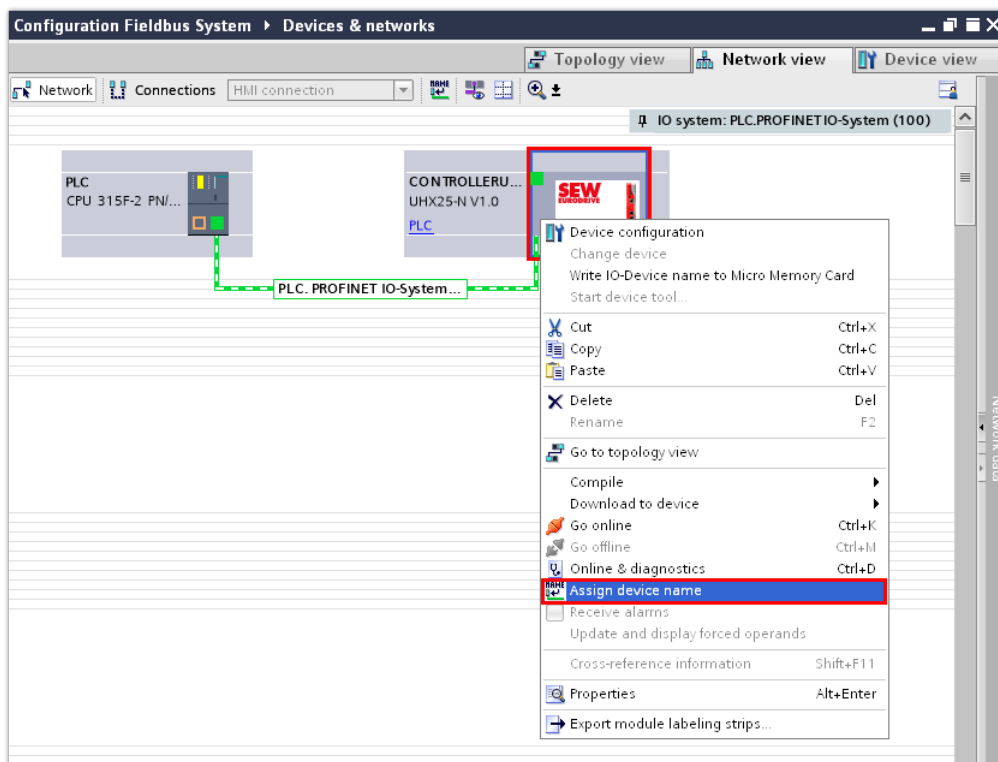 Configuration Fieldbus System ▸ Devices & networks
Topology view
Network view
Device view
Network
Connections
HMI connection
NAME
IO system: PLC.PROFINET IO-System (100)
PLC
CPU 315F-2 PN/...
CONTROLLERU...
UHX25-N V1.0
PLC
SEW
EURODRIVE
PLC. PROFINET IO-System...
Device configuration
Change device
Write IO-Device name to Micro Memory Card
Start device tool...
Cut Ctrl+X
Copy Ctrl+C
Paste Ctrl+V
Delete Del
Rename F2
Go to topology view
Compile
Download to device
Go online Ctrl+K
Go offline Ctrl+M
Online & diagnostics Ctrl+D
NAME Assign device name
Receive alarms
Update and display forced operands
Cross-reference information Shift+F11
Properties Alt+Enter
Export module labeling strips...
Network data